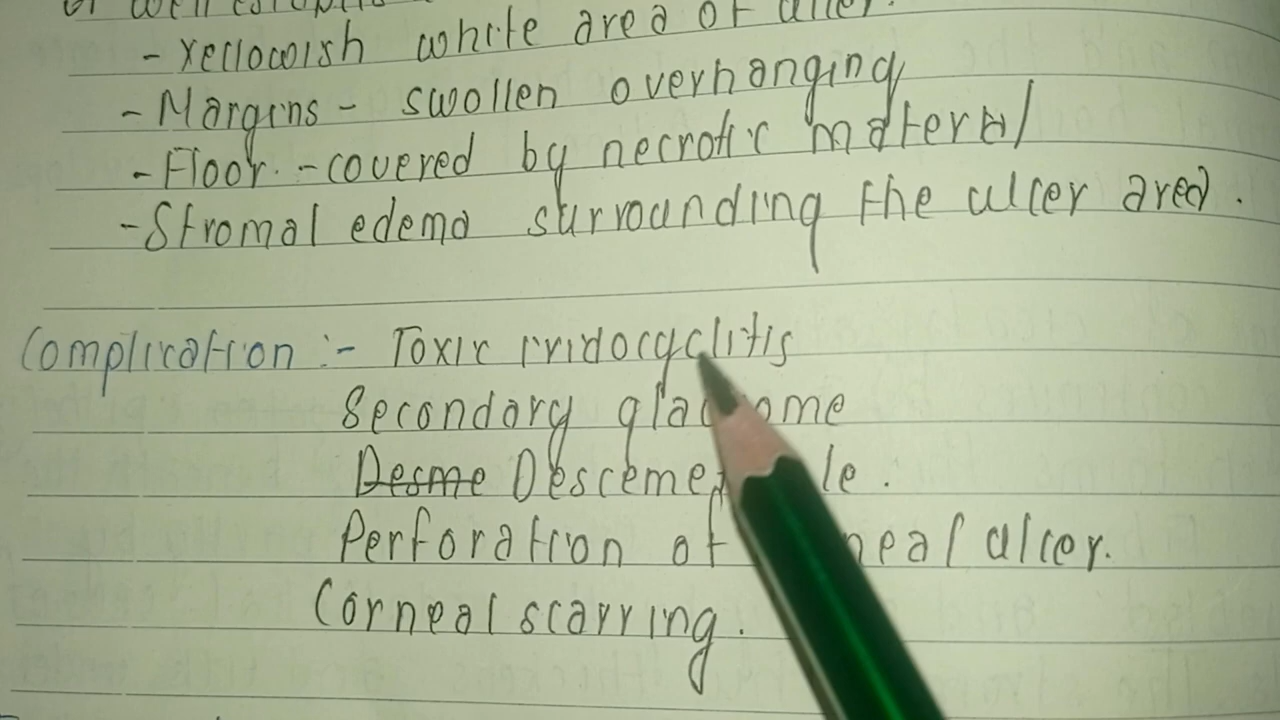 - Yellowish white area of ulcer.
- Margins - swollen overhanging
- Floor - covered by necrotic material
- Stromal edema surrounding the ulcer area.
Complication :- Toxic iridocyclitis
Secondary
Desme
Perforation of ulcer.
Corneal scarring.